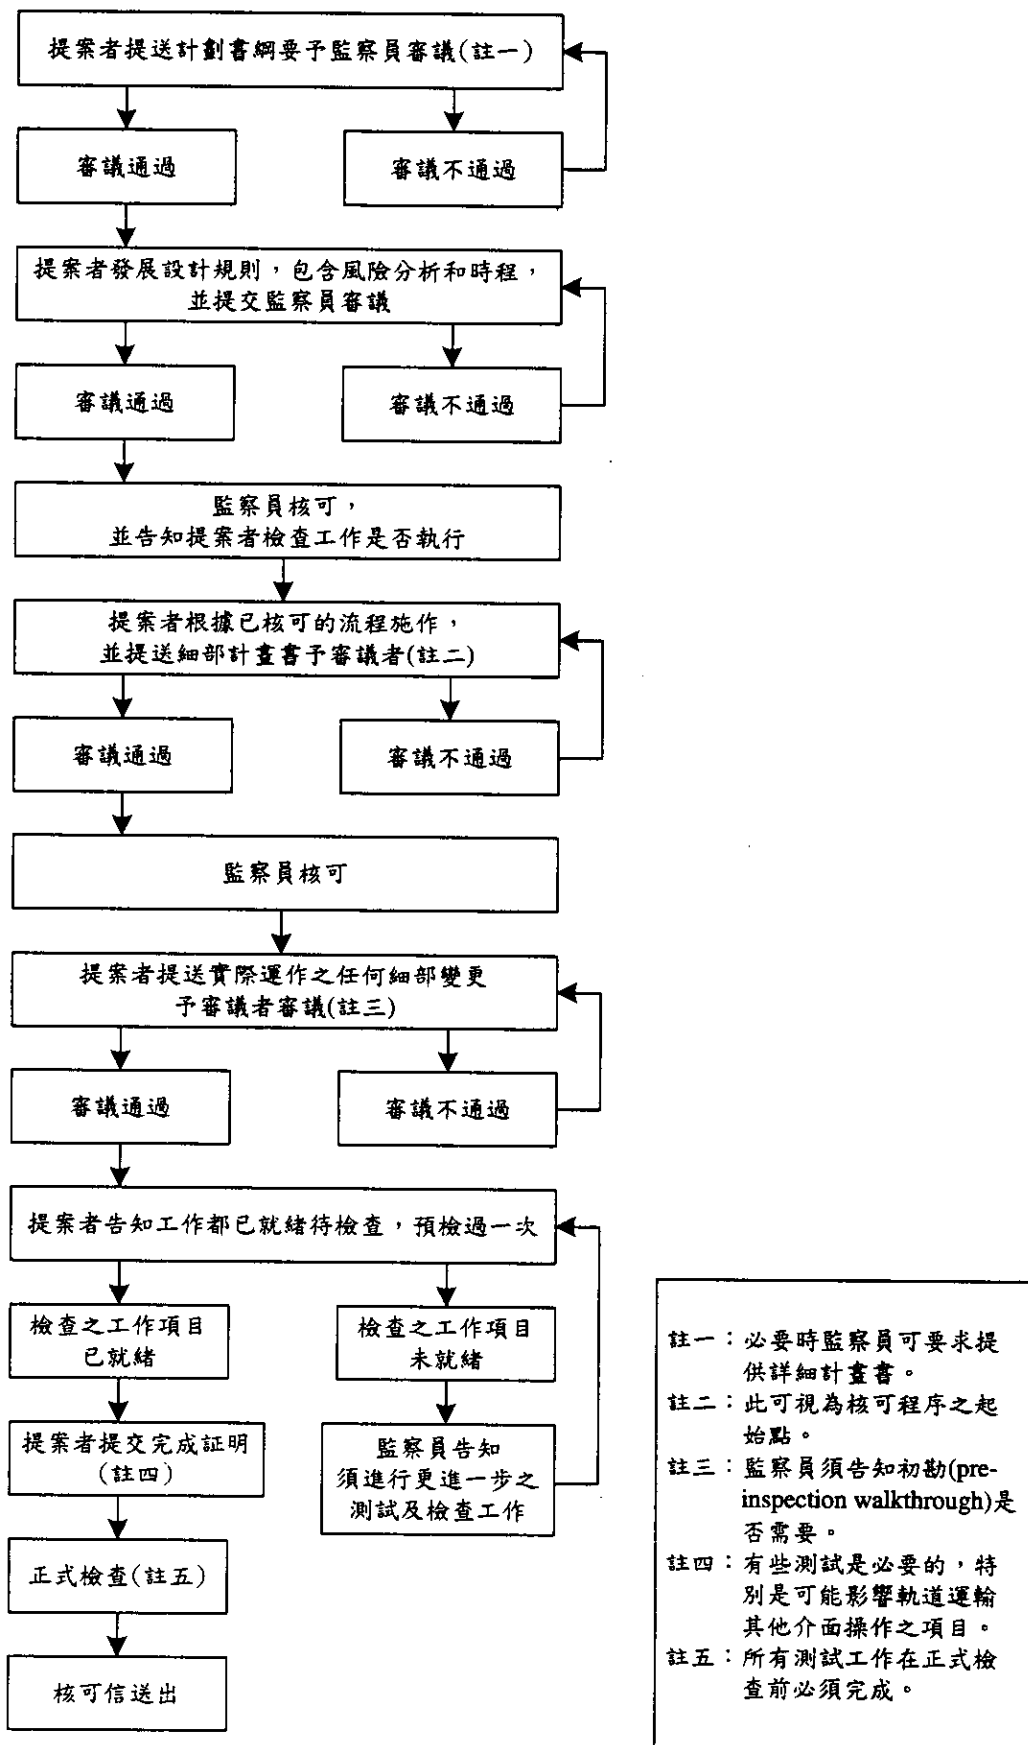 提案者提送計劃書綱要予監察員審議(註一)
審議通過
審議不通過
提案者發展設計規則，包含風險分析和時程，
並提交監察員審議
審議通過
審議不通過
監察員核可，
並告知提案者檢查工作是否執行
提案者根據已核可的流程施作，
並提送細部計畫書予審議者(註二)
審議通過
審議不通過
監察員核可
提案者提送實際運作之任何細部變更
予審議者審議(註三)
審議通過
審議不通過
提案者告知工作都已就緒待檢查，預檢過一次
檢查之工作項目
已就緒
檢查之工作項目
未就緒
提案者提交完成証明
(註四)
監察員告知
須進行更進一步之
測試及檢查工作
正式檢查(註五)
核可信送出
註一：必要時監察員可要求提
供詳細計畫書。
註二：此可視為核可程序之起
始點。
註三：監察員須告知初勘(pre-
inspection walkthrough)是
否需要。
註四：有些測試是必要的，特
別是可能影響軌道運輸
其他介面操作之項目。
註五：所有測試工作在正式檢
查前必須完成。